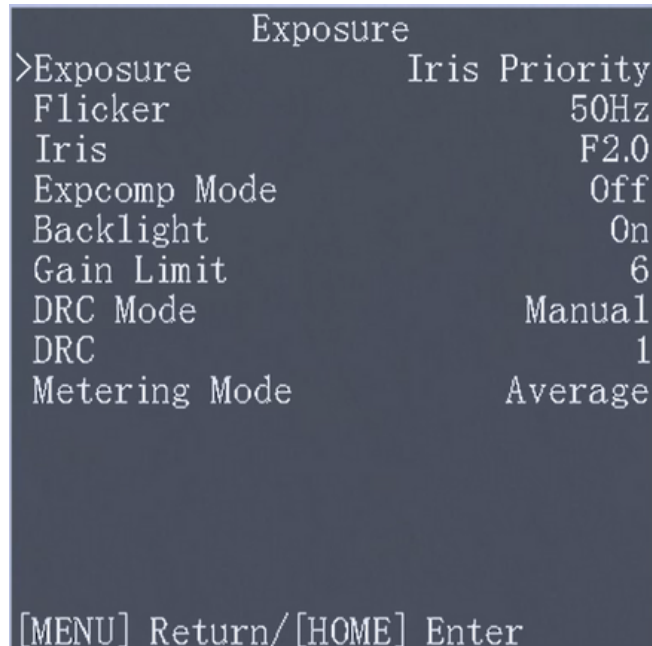 Exposure
>Exposure Iris Priority
Flicker 50Hz
Iris F2.0
Expcomp Mode Off
Backlight On
Gain Limit 6
DRC Mode Manual
DRC 1
Metering Mode Average
[MENU] Return/[HOME] Enter